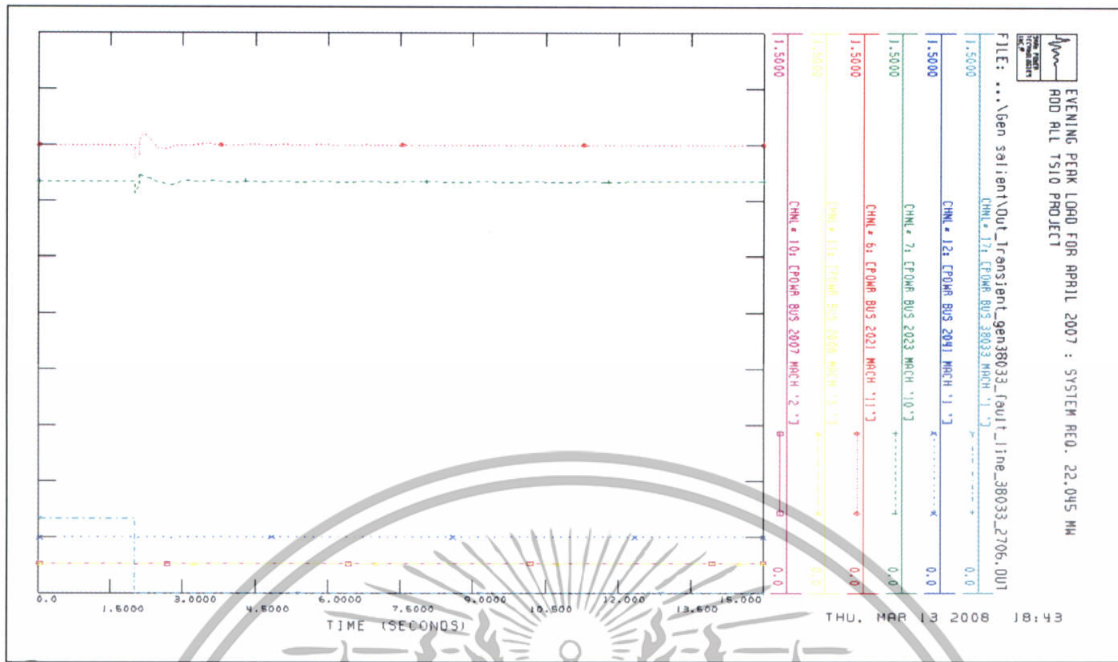 EVENING PEAK LOAD FOR APRIL 2007 : SYSTEM REQ. 22,045 MW
ADD ALL TSIO PROJECT
FILE: ...\Gen salient\Out_Transient_gen38033_fault_line_38033_2706.OUT
CHNL# 17: [POWR BUS 38033 MACH '1 ']
1.5000 0.0
CHNL# 12: [POWR BUS 2041 MACH '1 ']
1.5000 0.0
CHNL# 7: [POWR BUS 2023 MACH '10']
1.5000 0.0
CHNL# 6: [POWR BUS 2021 MACH '11']
1.5000 0.0
1.5000 0.0
CHNL# 10: [POWR BUS 2007 MACH '2 ']
1.5000 0.0
THU, MAR 13 2008 18:43
0.0 1.5000 3.0000 4.5000 6.0000 7.5000 9.0000 10.500 12.000 13.500 15.000
TIME (SECONDS)